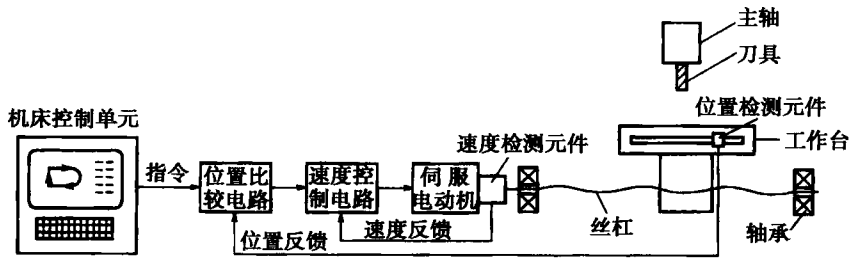 主轴
刀具
位置检测元件
工作台
机床控制单元
速度检测元件
指令
位置比
较电路
速度控
制电路
伺服
电动机
速度反馈
位置反馈
丝杠
轴承